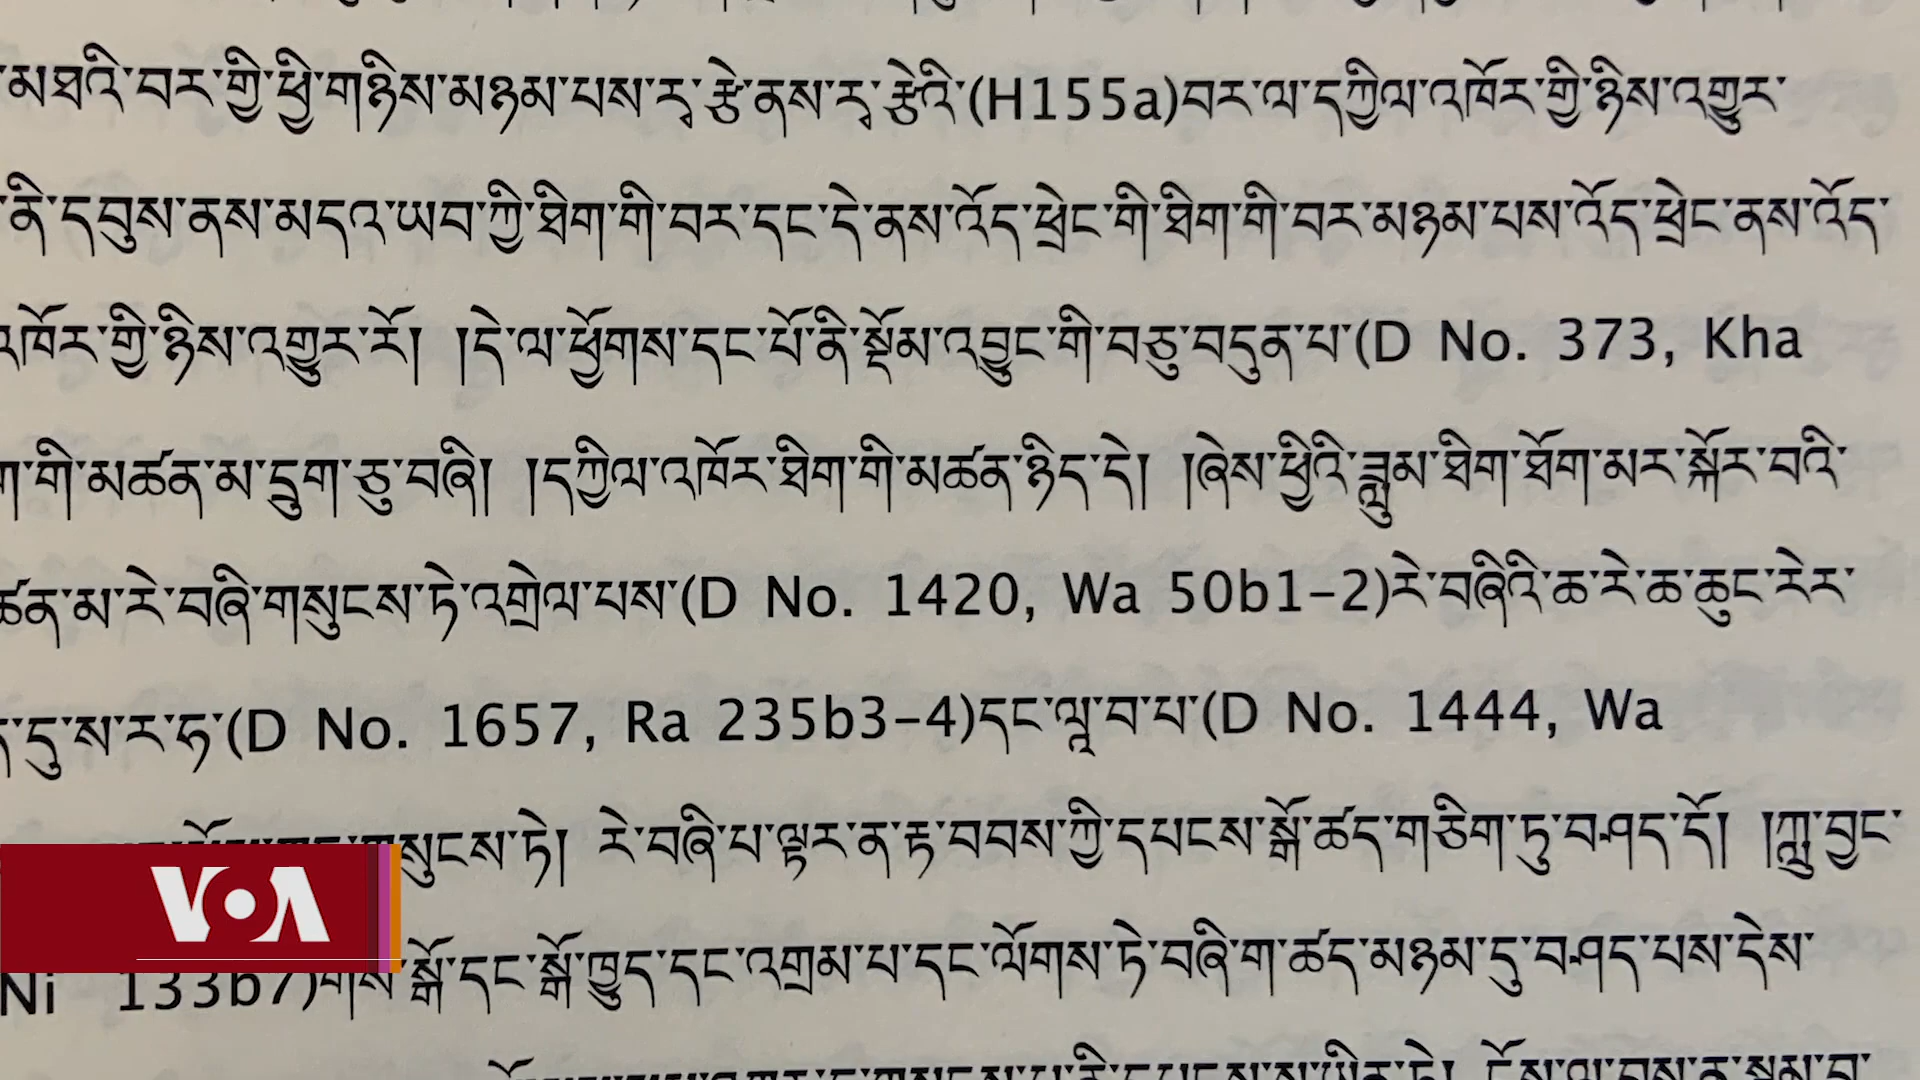 མཐའི་བར་གྱི་ཕྱི་གཉིས་མཉམ་པས་རྭ་རྩེ་ནས་རྭ་རྩེའི་(H155a)བར་ལ་དཀྱིལ་འཁོར་གྱི་ཉིས་འགྱུར་
ནི་དབུས་ནས་མདའ་ཡབ་ཀྱི་ཐིག་གི་བར་དང་དེ་ནས་འོད་ཕྲེང་གི་ཐིག་གི་བར་མཉམ་པས་འོད་ཕྲེང་ནས་འོད་
འཁོར་གྱི་ཉིས་འགྱུར་རོ། །དེ་ལ་ཕྱོགས་དང་པོ་ནི་སྡོམ་འབྱུང་གི་བཅུ་བདུན་པ་(D No. 373, Kha
གི་མཚན་མ་དྲུག་ཅུ་བཞི། །དཀྱིལ་འཁོར་ཐིག་གི་མཚན་ཉིད་དེ། །ཞེས་ཕྱིའི་ཟླུམ་ཐིག་ཐོག་མར་སྐོར་བའི་
མཚན་མ་རེ་བཞི་གསུངས་ཏེ་འགྲེལ་པས་(D No. 1420, Wa 50b1-2)རེ་བཞིའི་ཆ་རེ་ཆ་ཆུང་རེར་
དུ་ས་ར་ཧ་(D No. 1657, Ra 235b3-4)དང་ལཱུ་བ་པ་(D No. 1444, Wa
གསུངས་ཏེ། རེ་བཞི་པ་ལྟར་ན་རྟ་བབས་ཀྱི་དཔངས་སྒོ་ཚད་གཅིག་ཏུ་བཤད་དོ། །ཀླུ་བྱང་
VOA
Ni 133b7)གས་སྒོ་དང་སྒོ་ཁྱུད་དང་འགྲམ་པ་དང་ལོགས་ཏེ་བཞི་ག་ཚད་མཉམ་དུ་བཤད་པས་དེས་